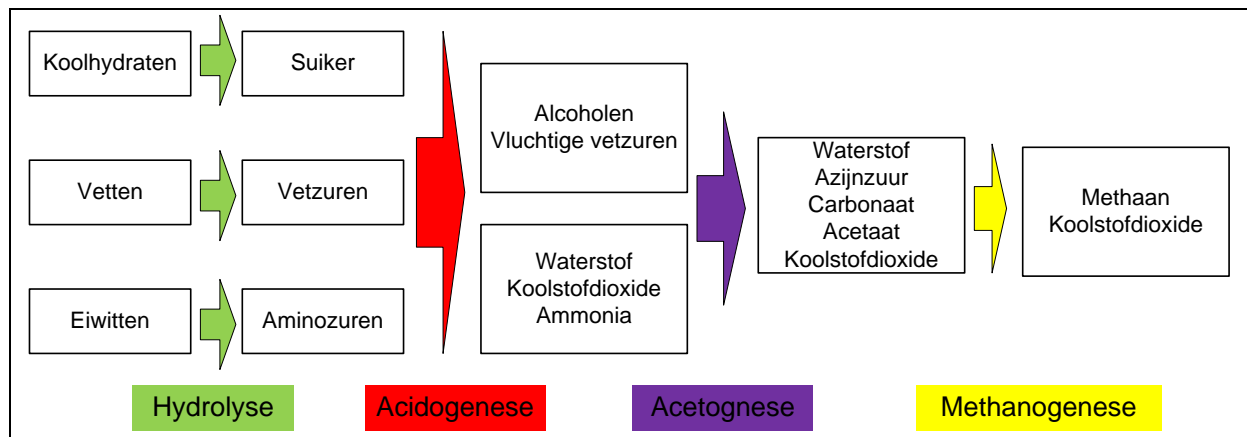 Koolhydraten
Suiker
Vetten
Vetzuren
Eiwitten
Aminozuren
Alcoholen
Vluchtige vetzuren
Waterstof
Koolstofdioxide
Ammonia
Waterstof
Azijnzuur
Carbonaat
Acetaat
Koolstofdioxide
Methaan
Koolstofdioxide
Hydrolyse
Acidogenese
Acetognese
Methanogenese